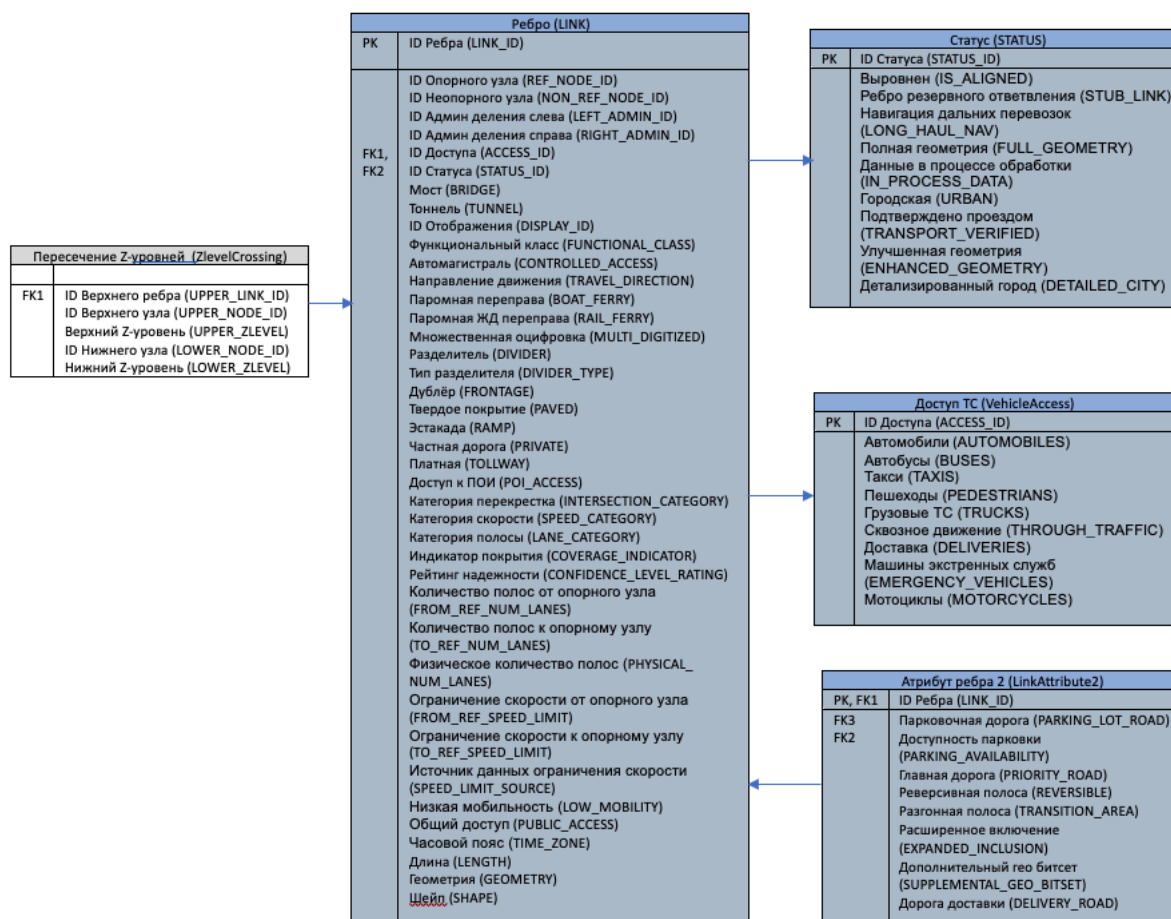 Ребро (LINK)
PK
ID Ребра (LINK_ID)
ID Опорного узла (REF_NODE_ID)
ID Неопорного узла (NON_REF_NODE_ID)
ID Админ деления слева (LEFT_ADMIN_ID)
ID Админ деления справа (RIGHT_ADMIN_ID)
FK1,
ID Доступа (ACCESS_ID)
FK2
ID Статуса (STATUS_ID)
Мост (BRIDGE)
Тоннель (TUNNEL)
ID Отображения (DISPLAY_ID)
Функциональный класс (FUNCTIONAL_CLASS)
Автомагистраль (CONTROLLED_ACCESS)
Направление движения (TRAVEL_DIRECTION)
Паромная переправа (BOAT_FERRY)
Паромная ЖД переправа (RAIL_FERRY)
Множественная оцифровка (MULTI_DIGITIZED)
Разделитель (DIVIDER)
Тип разделителя (DIVIDER_TYPE)
Дублёр (FRONTAGE)
Твердое покрытие (PAVED)
Эстакада (RAMP)
Частная дорога (PRIVATE)
Платная (TOLLWAY)
Доступ к ПОИ (POI_ACCESS)
Категория перекрестка (INTERSECTION_CATEGORY)
Категория скорости (SPEED_CATEGORY)
Категория полосы (LANE_CATEGORY)
Индикатор покрытия (COVERAGE_INDICATOR)
Рейтинг надежности (CONFIDENCE_LEVEL_RATING)
Количество полос от опорного узла
(FROM_REF_NUM_LANES)
Количество полос к опорному узлу
(TO_REF_NUM_LANES)
Физическое количество полос (PHYSICAL_
NUM_LANES)
Ограничение скорости от опорного узла
(FROM_REF_SPEED_LIMIT)
Ограничение скорости к опорному узлу
(TO_REF_SPEED_LIMIT)
Источник данных ограничения скорости
(SPEED_LIMIT_SOURCE)
Низкая мобильность (LOW_MOBILITY)
Общий доступ (PUBLIC_ACCESS)
Часовой пояс (TIME_ZONE)
Длина (LENGTH)
Геометрия (GEOMETRY)
Шейп (SHAPE)
Пересечение Z-уровней (ZlevelCrossing)
FK1
ID Верхнего ребра (UPPER_LINK_ID)
ID Верхнего узла (UPPER_NODE_ID)
Верхний Z-уровень (UPPER_ZLEVEL)
ID Нижнего узла (LOWER_NODE_ID)
Нижний Z-уровень (LOWER_ZLEVEL)
Статус (STATUS)
PK
ID Статуса (STATUS_ID)
Выровнен (IS_ALIGNED)
Ребро резервного ответвления (STUB_LINK)
Навигация дальних перевозок
(LONG_HAUL_NAV)
Полная геометрия (FULL_GEOMETRY)
Данные в процессе обработки
(IN_PROCESS_DATA)
Городская (URBAN)
Подтверждено проездом
(TRANSPORT_VERIFIED)
Улучшенная геометрия
(ENHANCED_GEOMETRY)
Детализированный город (DETAILED_CITY)
Доступ ТС (VehicleAccess)
PK
ID Доступа (ACCESS_ID)
Автомобили (AUTOMOBILES)
Автобусы (BUSES)
Такси (TAXIS)
Пешеходы (PEDESTRIANS)
Грузовые ТС (TRUCKS)
Сквозное движение (THROUGH_TRAFFIC)
Доставка (DELIVERIES)
Машины экстренных служб
(EMERGENCY_VEHICLES)
Мотоциклы (MOTORCYCLES)
Атрибут ребра 2 (LinkAttribute2)
PK, FK1
ID Ребра (LINK_ID)
FK3
Парковочная дорога (PARKING_LOT_ROAD)
FK2
Доступность парковки
(PARKING_AVAILABILITY)
Главная дорога (PRIORITY_ROAD)
Реверсивная полоса (REVERSIBLE)
Разгонная полоса (TRANSITION_AREA)
Расширенное включение
(EXPANDED_INCLUSION)
Дополнительный гео битсет
(SUPPLEMENTAL_GEO_BITSET)
Дорога доставки (DELIVERY_ROAD)